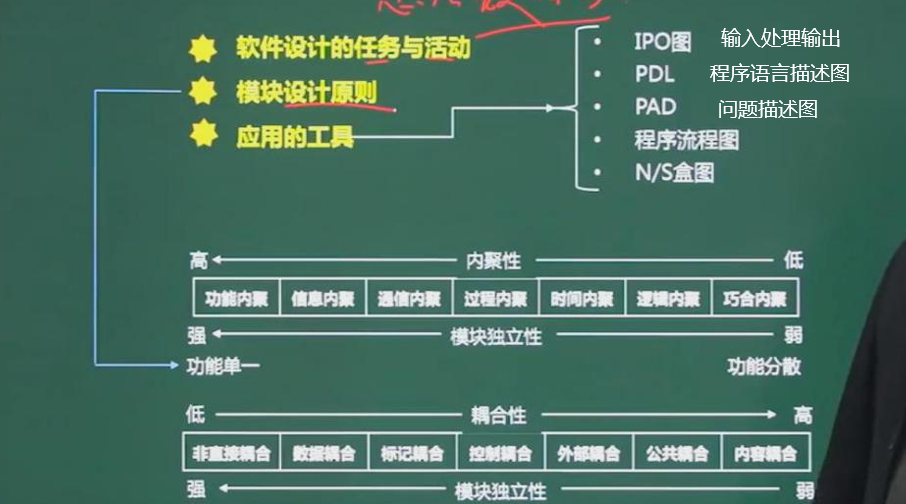 软件设计的任务与活动
模块设计原则
应用的工具
IPO图 输入处理输出
PDL 程序语言描述图
PAD 问题描述图
程序流程图
N/S盒图
高 内聚性 低
功能内聚 信息内聚 通信内聚 过程内聚 时间内聚 逻辑内聚 巧合内聚
强 模块独立性 弱
功能单一 功能分散
低 耦合性 高
非直接耦合 数据耦合 标记耦合 控制耦合 外部耦合 公共耦合 内容耦合
强 模块独立性 弱